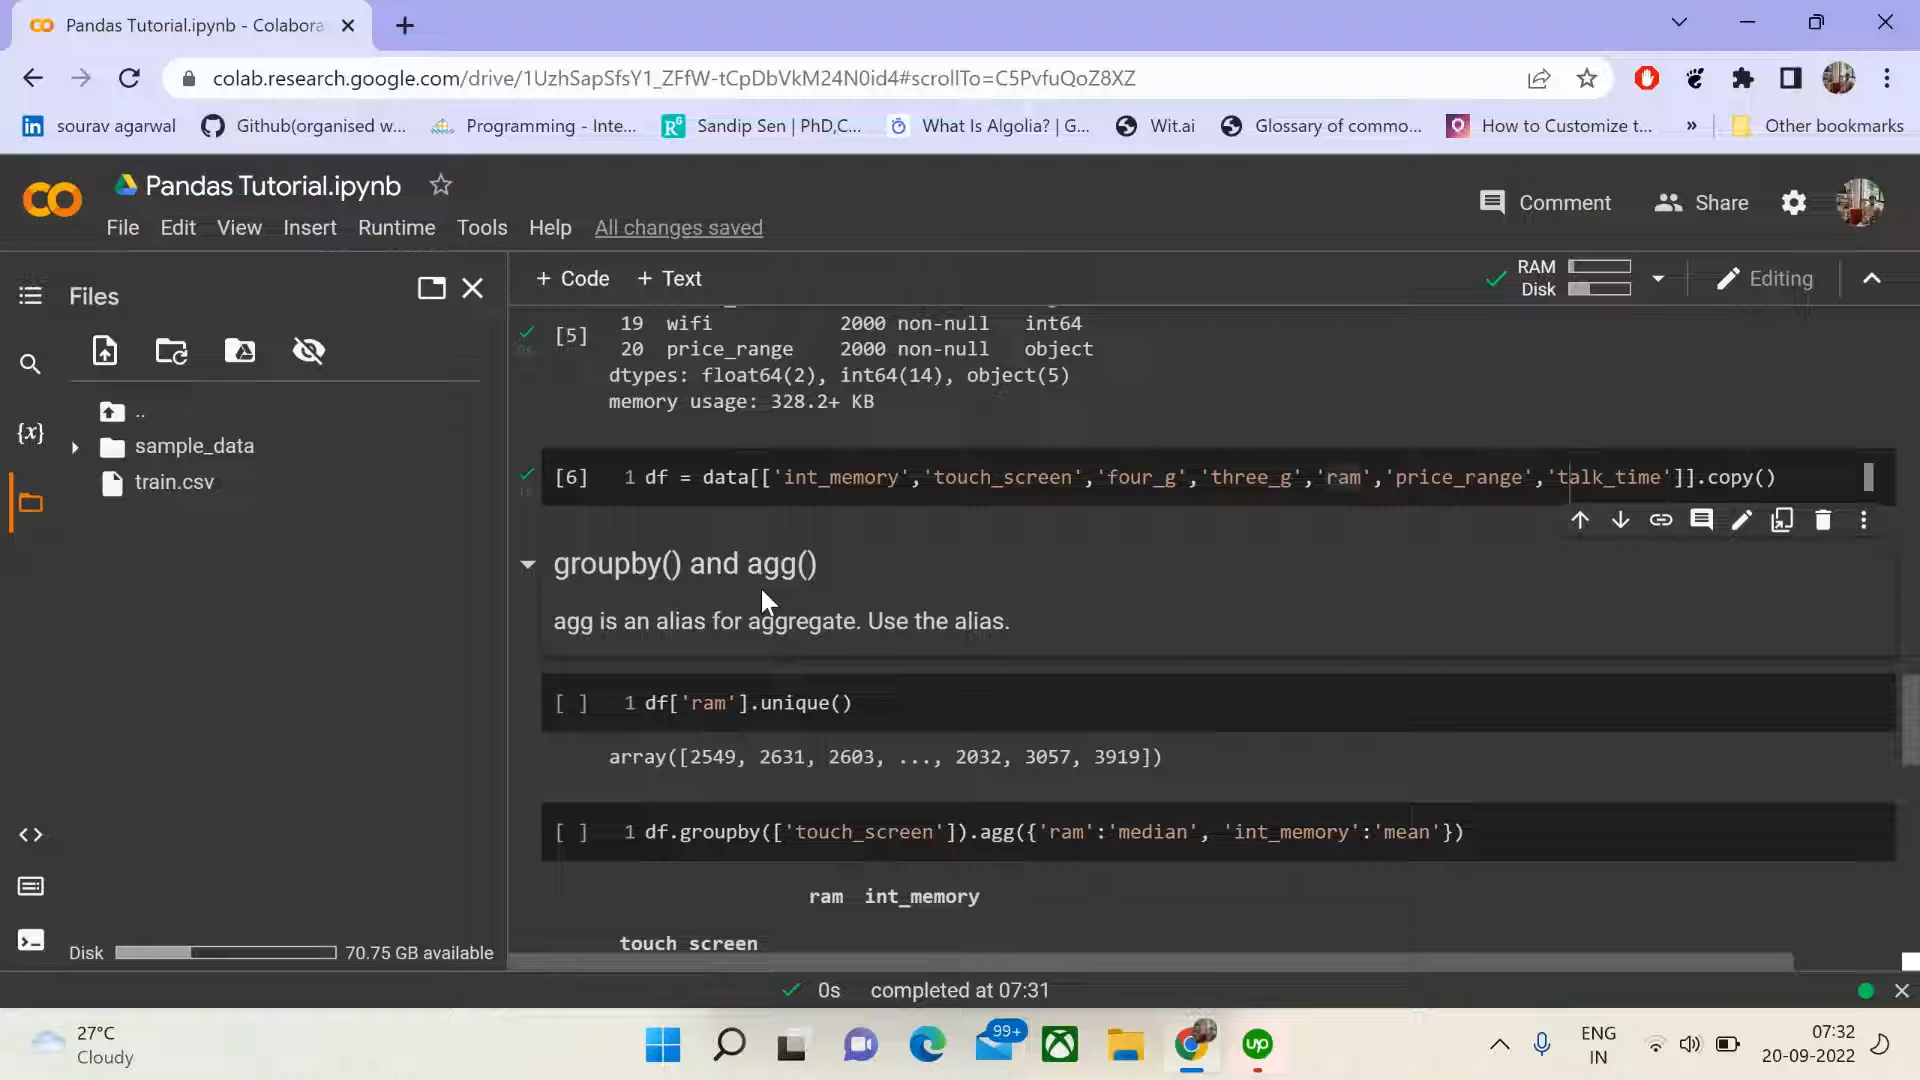 Pandas Tutorial.ipynb - Colabora
colab.research.google.com/drive/1UzhSapSfsY1_ZFfW-tCpDbVkM24N0id4#scrollTo=C5PvfuQoZ8XZ
sourav agarwal
Github(organised w...
Programming - Inte...
Sandip Sen | PhD,C...
What Is Algolia? | G...
Wit.ai
Glossary of commo...
How to Customize t...
»
Other bookmarks
Pandas Tutorial.ipynb
File Edit View Insert Runtime Tools Help All changes saved
Comment
Share
Files
+ Code + Text
RAM
Disk
Editing
..
sample_data
train.csv
{x}
[5]
19 wifi 2000 non-null int64
20 price_range 2000 non-null object
dtypes: float64(2), int64(14), object(5)
memory usage: 328.2+ KB
[6] 1 df = data[['int_memory','touch_screen','four_g','three_g','ram','price_range','talk_time']].copy()
groupby() and agg()
agg is an alias for aggregate. Use the alias.
[ ] 1 df['ram'].unique()
array([2549, 2631, 2603, ..., 2032, 3057, 3919])
[ ] 1 df.groupby(['touch_screen']).agg({'ram':'median', 'int_memory':'mean'})
ram int_memory
touch screen
Disk 70.75 GB available
0s completed at 07:31
27°C
Cloudy
99+
up
ENG
IN
07:32
20-09-2022